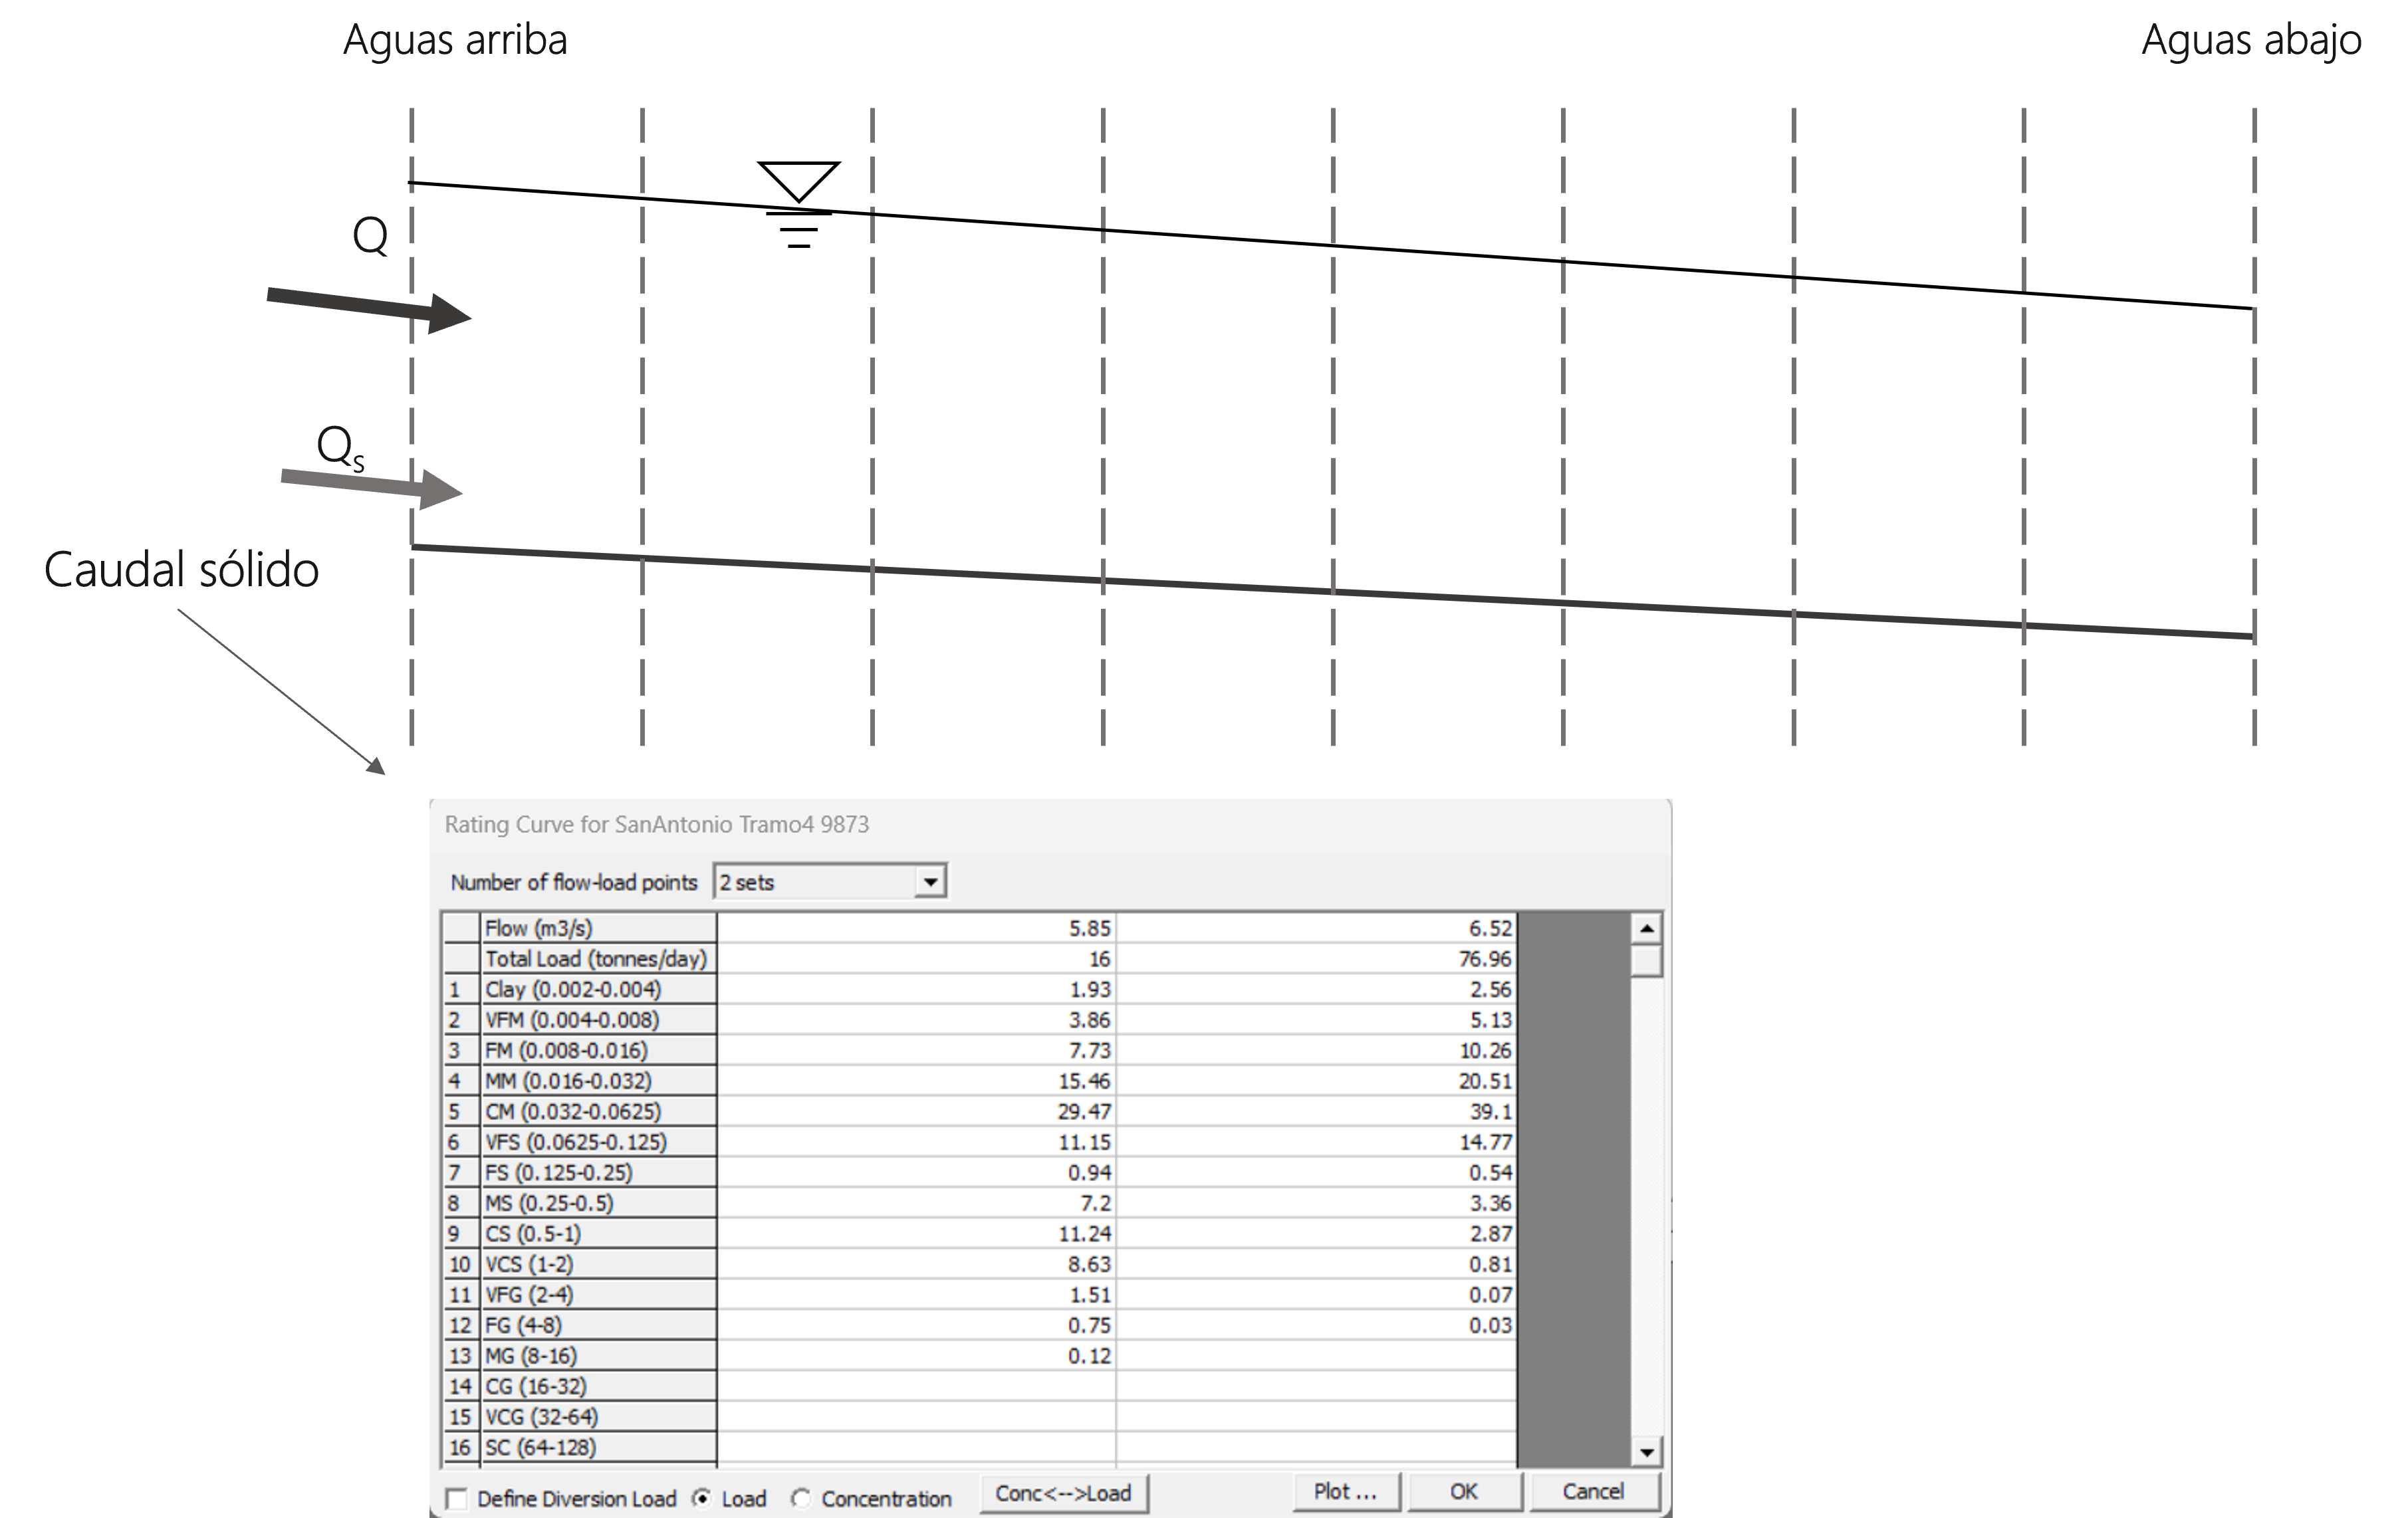 Aguas arriba
Aguas abajo
Q
Qs
Caudal sólido
Rating Curve for SanAntonio Tramo4 9873
Number of flow-load points 2 sets
Flow (m3/s) 5.85 6.52
Total Load (tonnes/day) 16 76.96
1 Clay (0.002-0.004) 1.93 2.56
2 VFM (0.004-0.008) 3.86 5.13
3 FM (0.008-0.016) 7.73 10.26
4 MM (0.016-0.032) 15.46 20.51
5 CM (0.032-0.0625) 29.47 39.1
6 VFS (0.0625-0.125) 11.15 14.77
7 FS (0.125-0.25) 0.94 0.54
8 MS (0.25-0.5) 7.2 3.36
9 CS (0.5-1) 11.24 2.87
10 VCS (1-2) 8.63 0.81
11 VFG (2-4) 1.51 0.07
12 FG (4-8) 0.75 0.03
13 MG (8-16) 0.12
14 CG (16-32)
15 VCG (32-64)
16 SC (64-128)
Define Diversion Load Load Concentration Conc<-->Load Plot ... OK Cancel